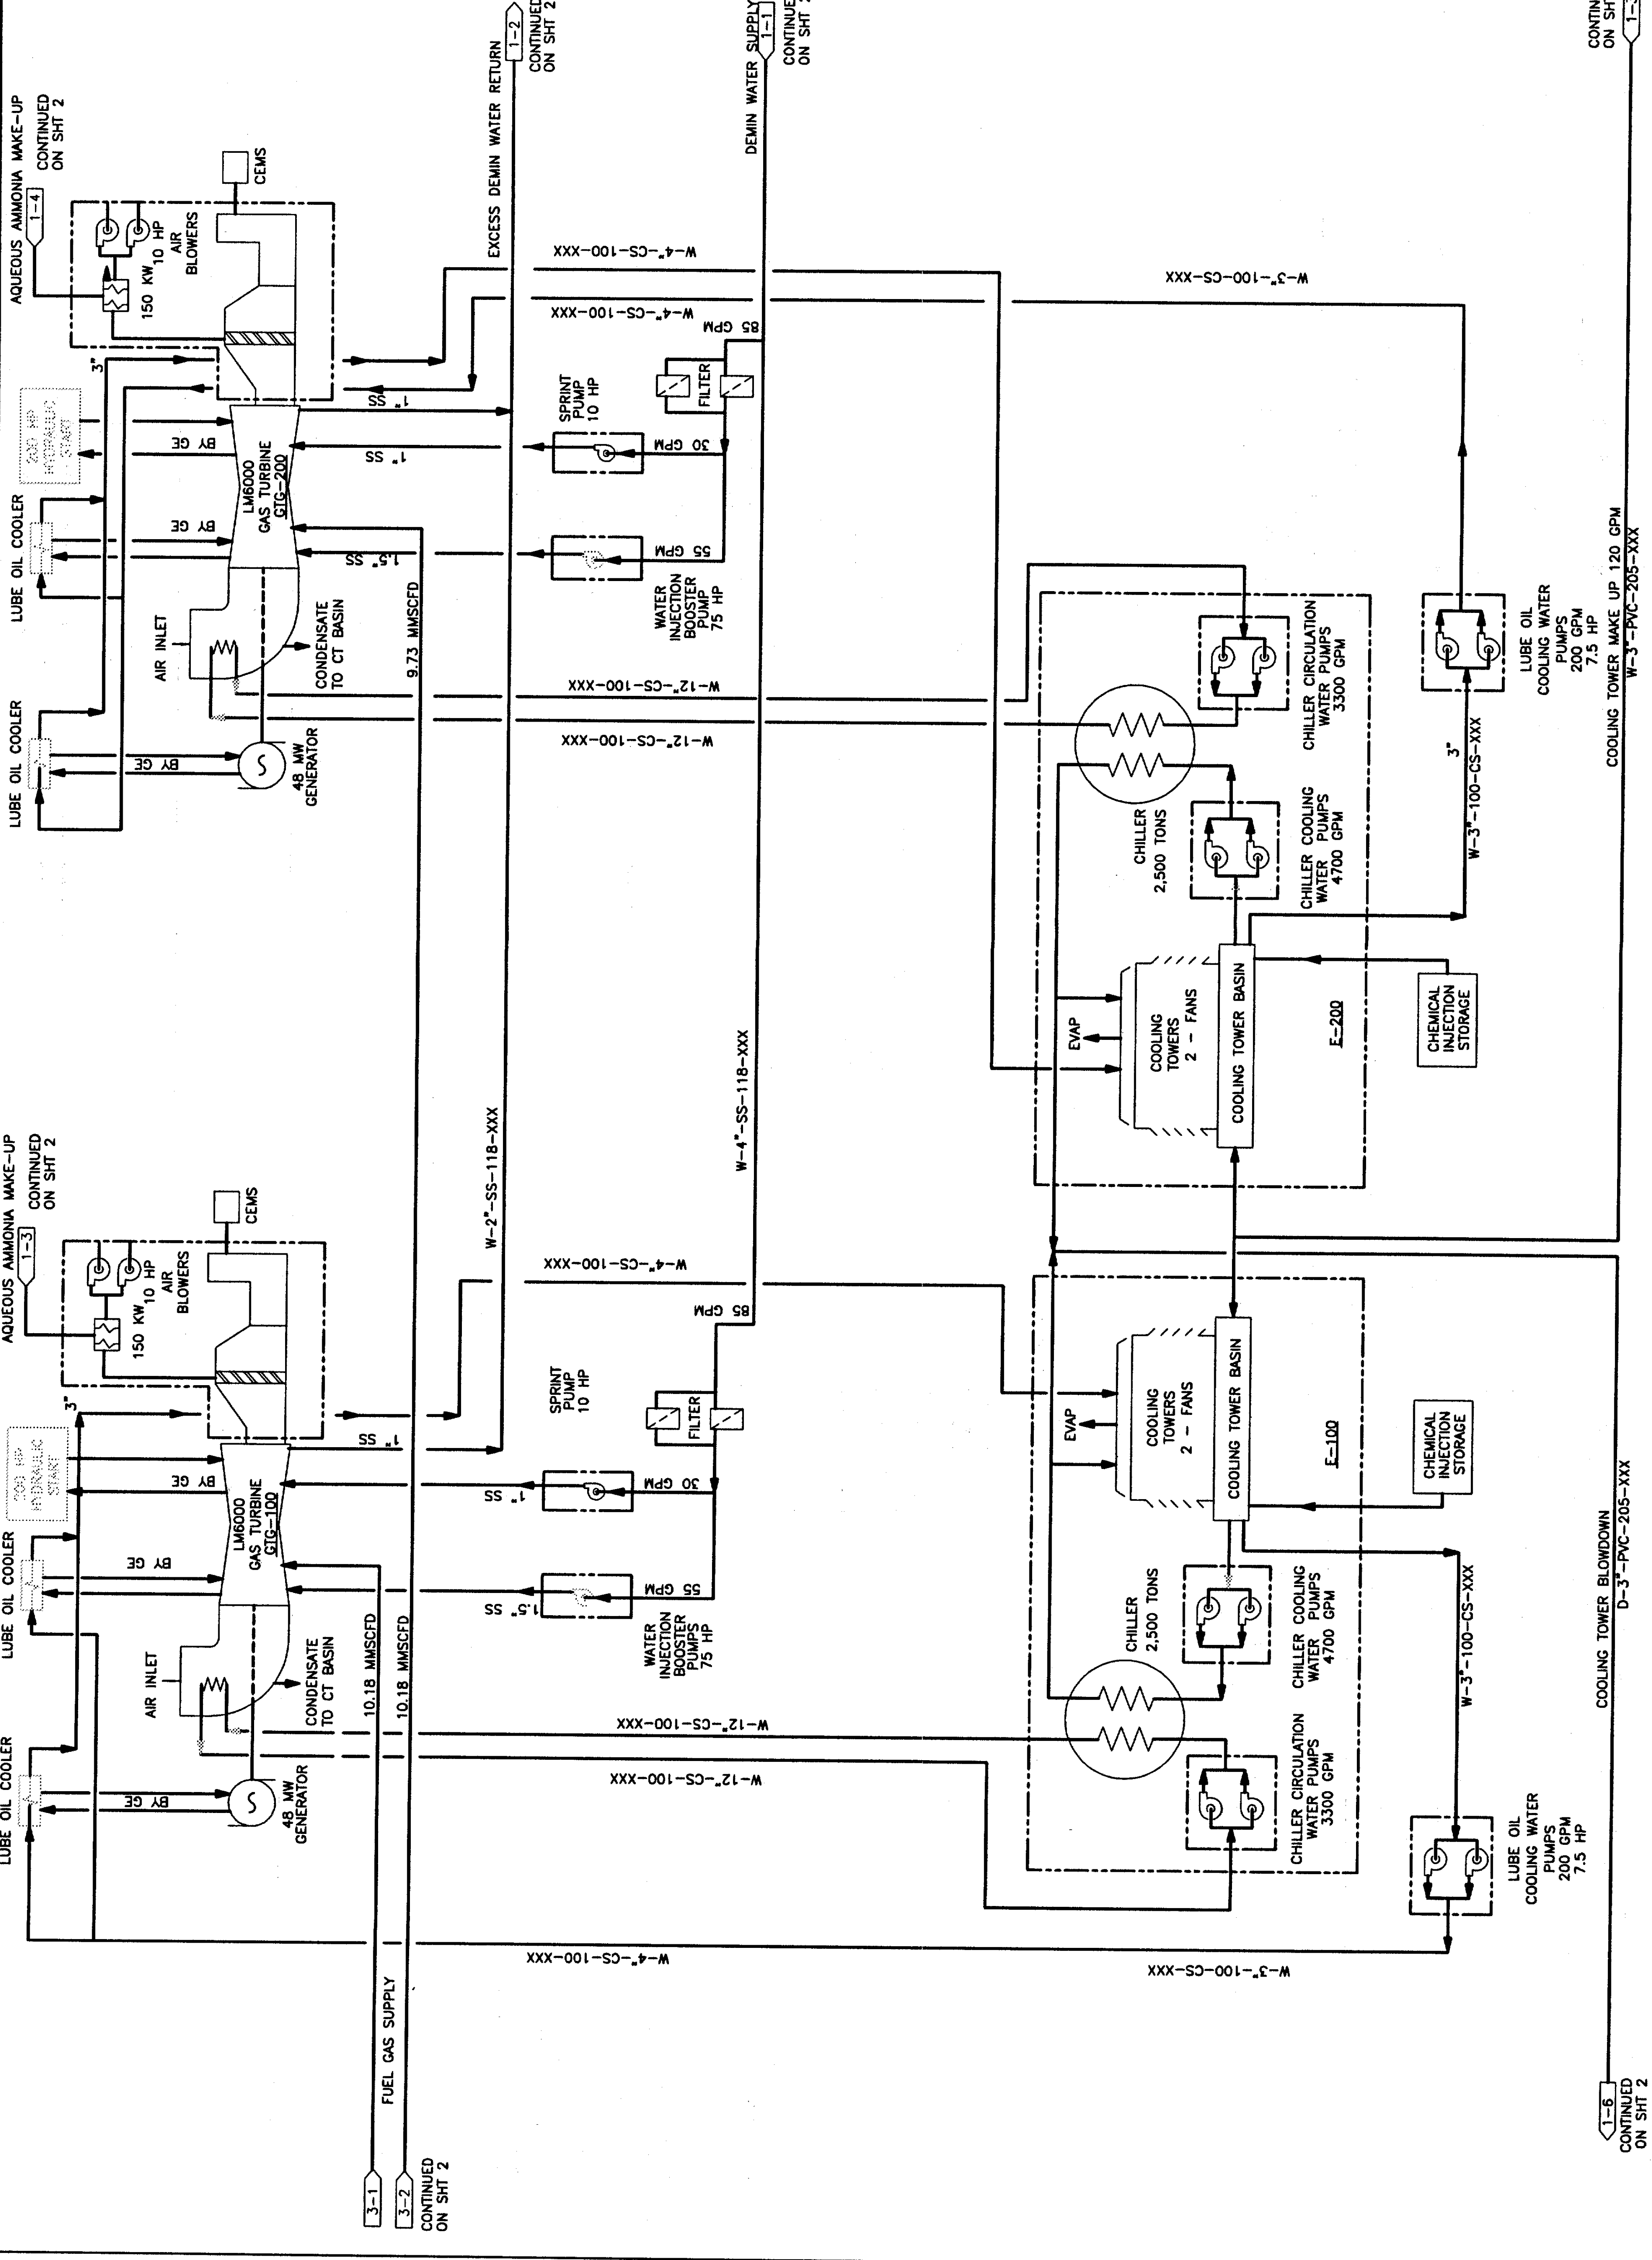 LUBE OIL COOLER
LUBE OIL COOLER
200 HP
HYDRAULIC
START
AQUEOUS AMMONIA MAKE-UP
1-3
CONTINUED
ON SHT 2
3"
150 KW
10 HP
AIR
BLOWERS
CEMS
BY GE
BY GE
BY GE
AIR INLET
LM6000
GAS TURBINE
GTG-100
48 MW
GENERATOR
CONDENSATE
TO CT BASIN
1" SS
LUBE OIL COOLER
LUBE OIL COOLER
200 HP
HYDRAULIC
START
AQUEOUS AMMONIA MAKE-UP
1-4
CONTINUED
ON SHT 2
3"
150 KW
10 HP
AIR
BLOWERS
CEMS
BY GE
BY GE
BY GE
AIR INLET
LM6000
GAS TURBINE
GTG-200
48 MW
GENERATOR
CONDENSATE
TO CT BASIN
1" SS
3-1
FUEL GAS SUPPLY
10.18 MMSCFD
3-2
CONTINUED
ON SHT 2
10.18 MMSCFD
9.73 MMSCFD
1.5" SS
1" SS
1.5" SS
1" SS
W-2"-SS-118-XXX
EXCESS DEMIN WATER RETURN
1-2
CONTINUED
ON SHT 2
W-4"-CS-100-XXX
W-12"-CS-100-XXX
W-12"-CS-100-XXX
WATER
INJECTION
BOOSTER
PUMPS
75 HP
55 GPM
SPRINT
PUMP
10 HP
30 GPM
FILTER
85 GPM
W-4"-CS-100-XXX
W-12"-CS-100-XXX
W-12"-CS-100-XXX
WATER
INJECTION
BOOSTER
PUMP
75 HP
55 GPM
SPRINT
PUMP
10 HP
30 GPM
FILTER
85 GPM
W-4"-CS-100-XXX
W-4"-CS-100-XXX
W-4"-SS-118-XXX
DEMIN WATER SUPPLY
1-1
W-3"-100-CS-XXX
CHILLER
2,500 TONS
CHILLER CIRCULATION
WATER PUMPS
3300 GPM
CHILLER COOLING
WATER PUMPS
4700 GPM
EVAP
COOLING
TOWERS
2 - FANS
COOLING TOWER BASIN
E-100
EVAP
COOLING
TOWERS
2 - FANS
COOLING TOWER BASIN
E-200
CHILLER
2,500 TONS
CHILLER COOLING
WATER PUMPS
4700 GPM
CHILLER CIRCULATION
WATER PUMPS
3300 GPM
W-3"-100-CS-XXX
LUBE OIL
COOLING WATER
PUMPS
200 GPM
7.5 HP
W-3"-100-CS-XXX
CHEMICAL
INJECTION
STORAGE
CHEMICAL
INJECTION
STORAGE
W-3"-100-CS-XXX
3"
LUBE OIL
COOLING WATER
PUMPS
200 GPM
7.5 HP
1-6
CONTINUED
ON SHT 2
COOLING TOWER BLOWDOWN
D-3"-PVC-205-XXX
COOLING TOWER MAKE UP 120 GPM
W-3"-PVC-205-XXX